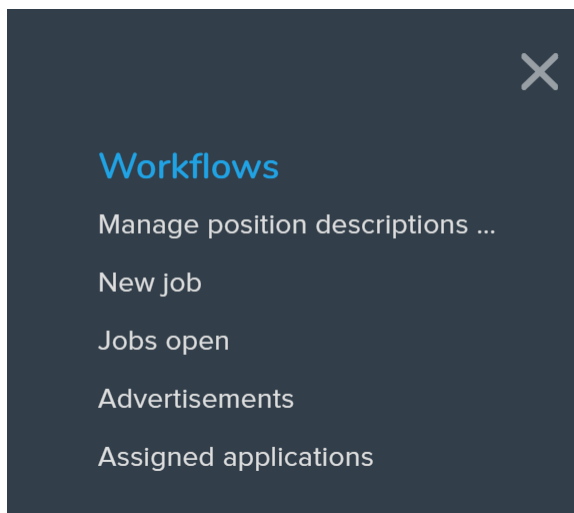 Workflows
Manage position descriptions ...
New job
Jobs open
Advertisements
Assigned applications